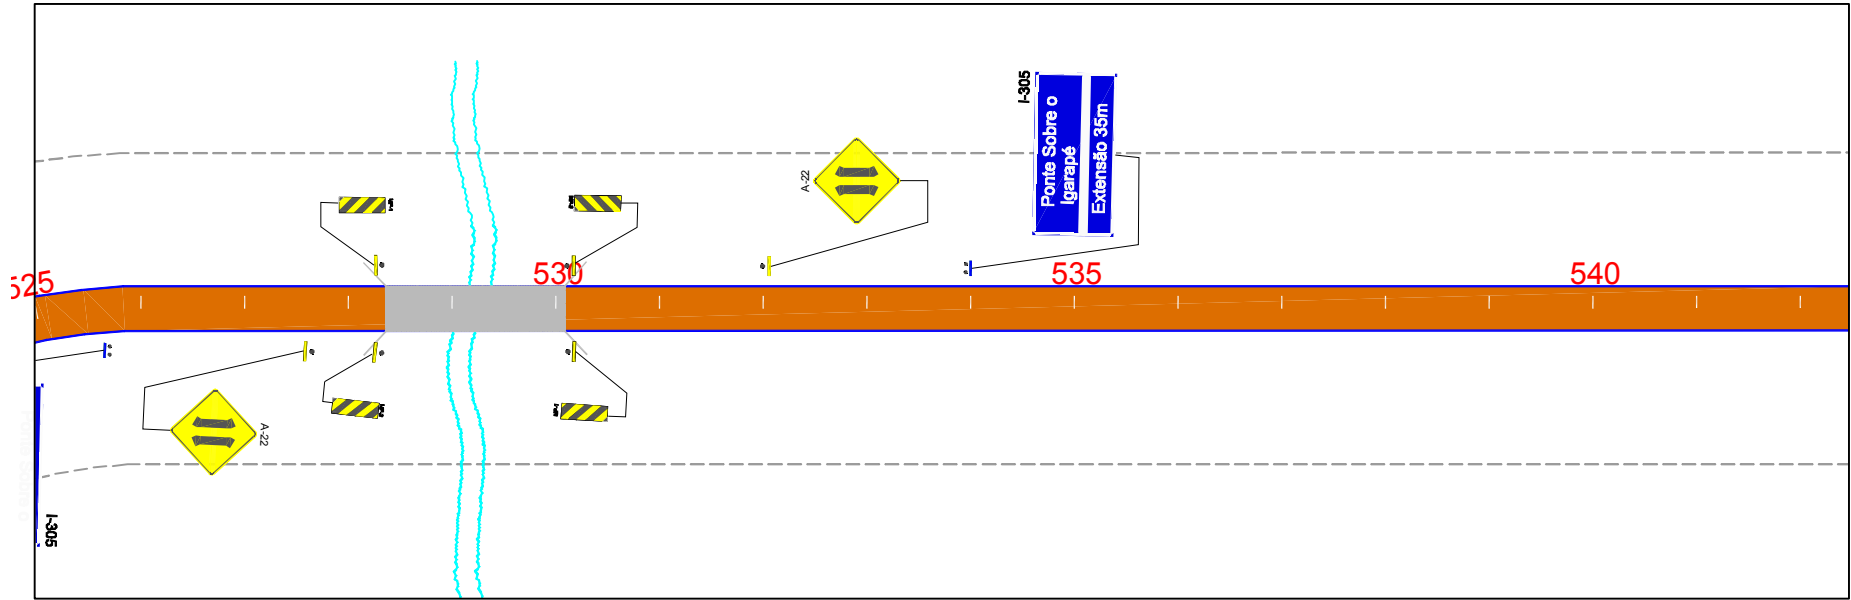 I-305
Ponte Sobre o
Igarapé
Extensão 35m
A-22
525
530
535
540
A-22
I-305